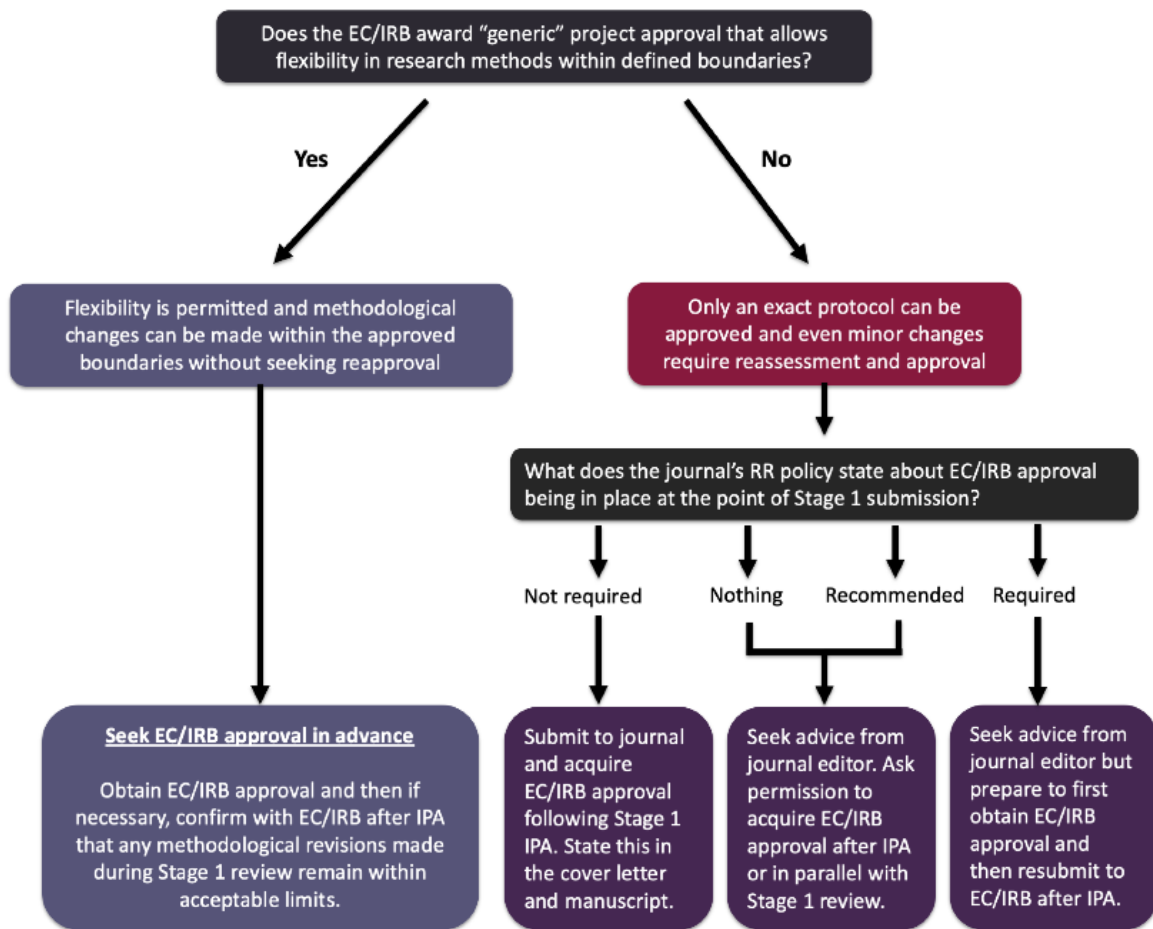 Does the EC/IRB award “generic” project approval that allows
flexibility in research methods within defined boundaries?
Yes
No
Flexibility is permitted and methodological
changes can be made within the approved
boundaries without seeking reapproval
Only an exact protocol can be
approved and even minor changes
require reassessment and approval
What does the journal’s RR policy state about EC/IRB approval
being in place at the point of Stage 1 submission?
Not required
Nothing
Recommended
Required
Seek EC/IRB approval in advance
Obtain EC/IRB approval and then if
necessary, confirm with EC/IRB after IPA
that any methodological revisions made
during Stage 1 review remain within
acceptable limits.
Submit to journal
and acquire
EC/IRB approval
following Stage 1
IPA. State this in
the cover letter
and manuscript.
Seek advice from
journal editor. Ask
permission to
acquire EC/IRB
approval after IPA
or in parallel with
Stage 1 review.
Seek advice from
journal editor but
prepare to first
obtain EC/IRB
approval and
then resubmit to
EC/IRB after IPA.